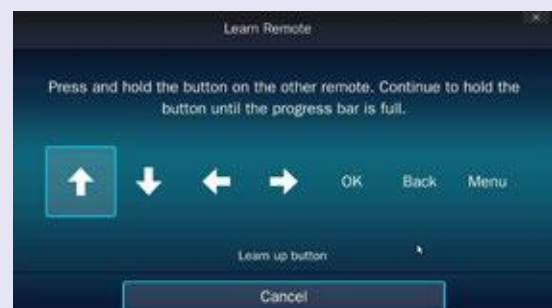 Learn Remote
Press and hold the button on the other remote. Continue to hold the
button until the progress bar is full.
OK Back Menu
Learn up button
Cancel